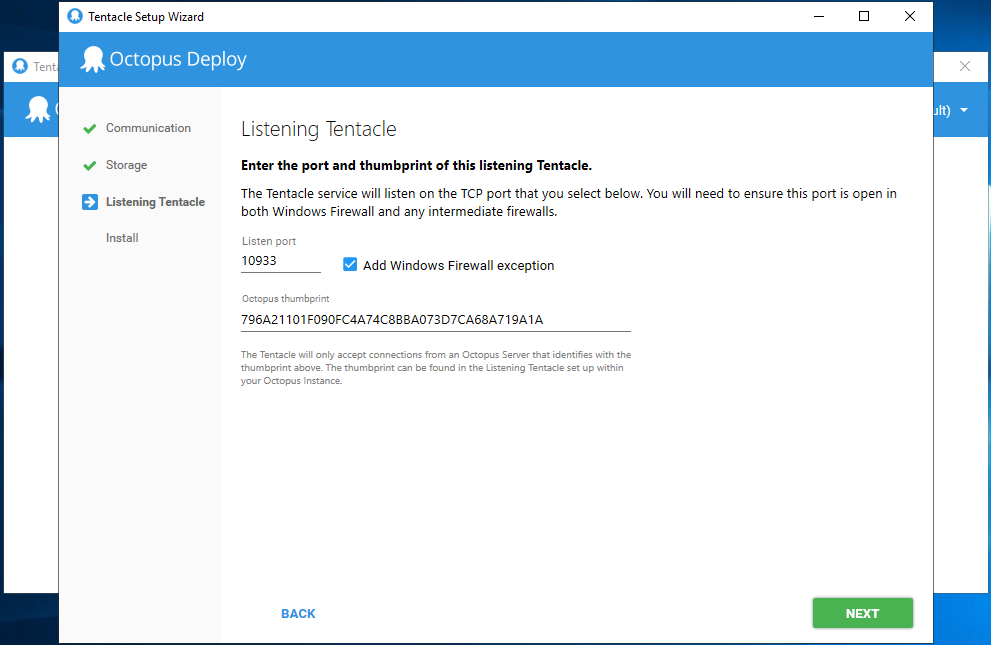 Tentacle Setup Wizard
Octopus Deploy
Tenta
ult)
Communication
Storage
Listening Tentacle
Install
Listening Tentacle
Enter the port and thumbprint of this listening Tentacle.
The Tentacle service will listen on the TCP port that you select below. You will need to ensure this port is open in
both Windows Firewall and any intermediate firewalls.
Listen port
10933
Add Windows Firewall exception
Octopus thumbprint
796A21101F090FC4A74C8BBA073D7CA68A719A1A
The Tentacle will only accept connections from an Octopus Server that identifies with the
thumbprint above. The thumbprint can be found in the Listening Tentacle set up within
your Octopus Instance.
BACK
NEXT